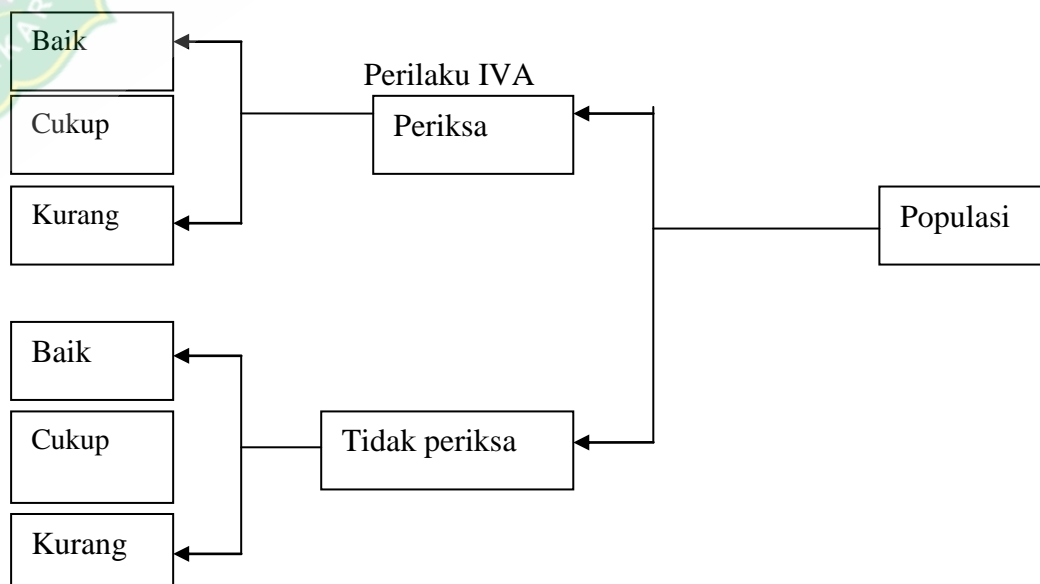 Baik
Perilaku IVA
Cukup
Periksa
Kurang
Populasi
Baik
Cukup
Tidak periksa
Kurang